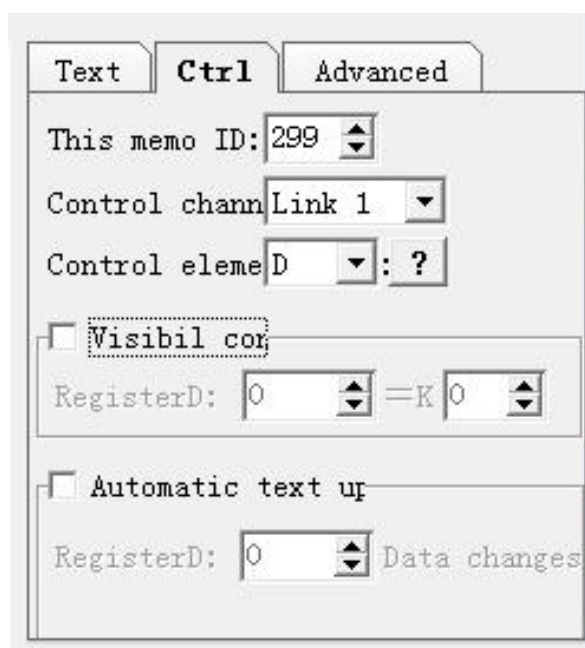 Text Ctrl Advanced
This memo ID: 299
Control chann Link 1
Control eleme D : ?
Visibil cor
RegisterD: 0 =K 0
Automatic text up
RegisterD: 0 Data changes